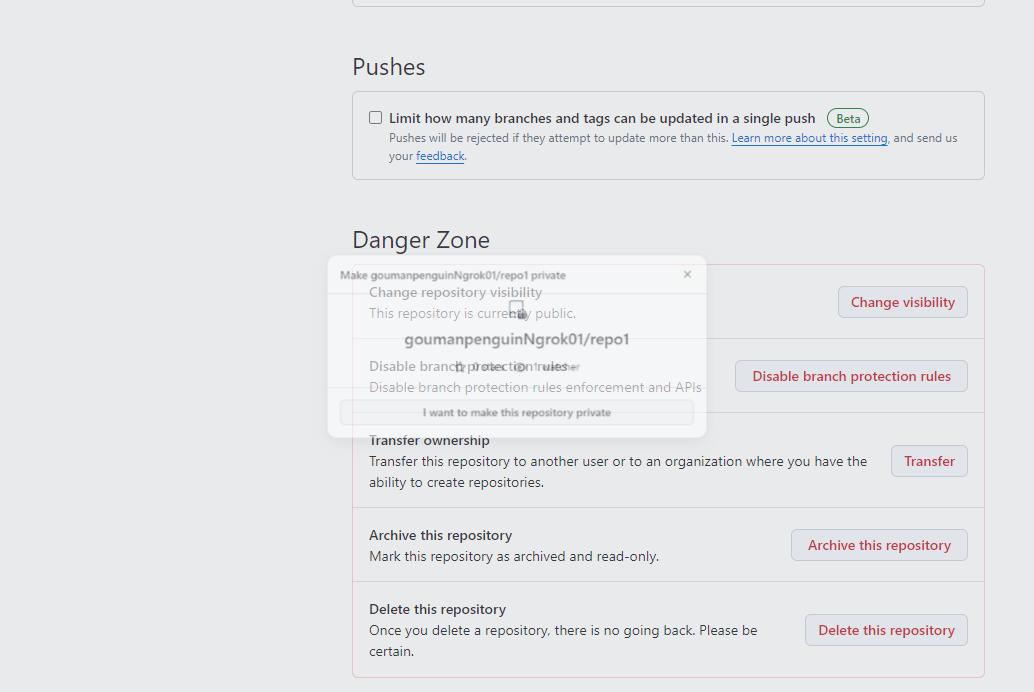 Pushes
Limit how many branches and tags can be updated in a single push Beta
Pushes will be rejected if they attempt to update more than this. Learn more about this setting, and send us
your feedback.
Danger Zone
Make goumanpenguinNgrok01/repo1 private ×
Change repository visibility
This repository is currently public.
Change visibility
goumanpenguinNgrok01/repo1
Disable branch protection rules
Disable branch protection rules enforcement and APIs
Disable branch protection rules
I want to make this repository private
Transfer ownership
Transfer this repository to another user or to an organization where you have the
ability to create repositories.
Transfer
Archive this repository
Mark this repository as archived and read-only.
Archive this repository
Delete this repository
Once you delete a repository, there is no going back. Please be
certain.
Delete this repository